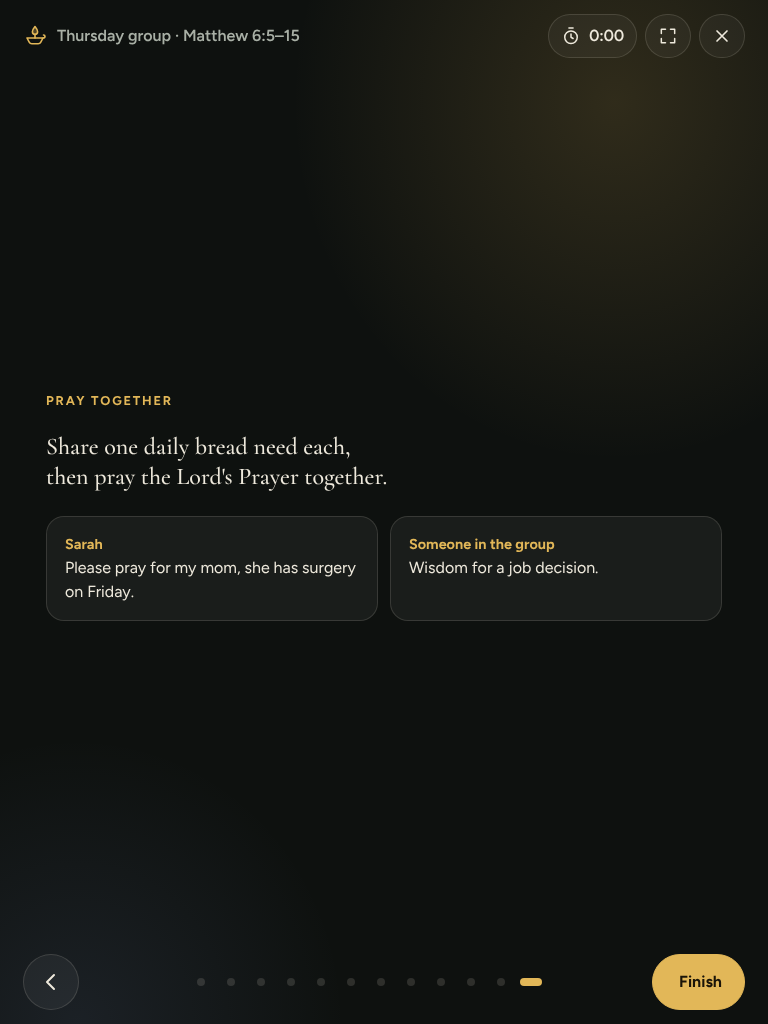 Thursday group · Matthew 6:5–15
0:00
PRAY TOGETHER
Share one daily bread need each,
then pray the Lord's Prayer together.
Sarah
Please pray for my mom, she has surgery
on Friday.
Someone in the group
Wisdom for a job decision.
Finish